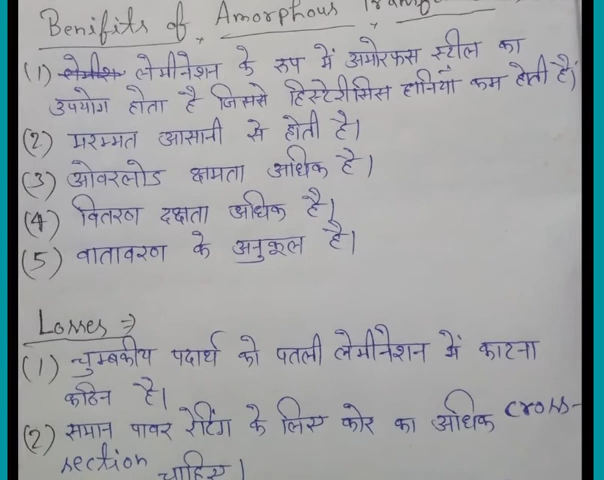 Benifits of Amorphous
(1) लेमीनेशन के रूप में अमोरफस स्टील का
उपयोग होता है जिससे हिस्टेरीसिस हानियाँ कम होती है।
(2) मरम्मत आसानी से होती है।
(3) ओवरलोड क्षमता अधिक है।
(4) वितरण दक्षता अधिक है।
(5) वातावरण के अनुकूल है।
Losses ⇒
(1) चुम्बकीय पदार्थ को पतली लेमीनेशन में काटना
कठिन है।
(2) समान पावर रेटिंग के लिए कोर का अधिक cross-
section चाहिए।